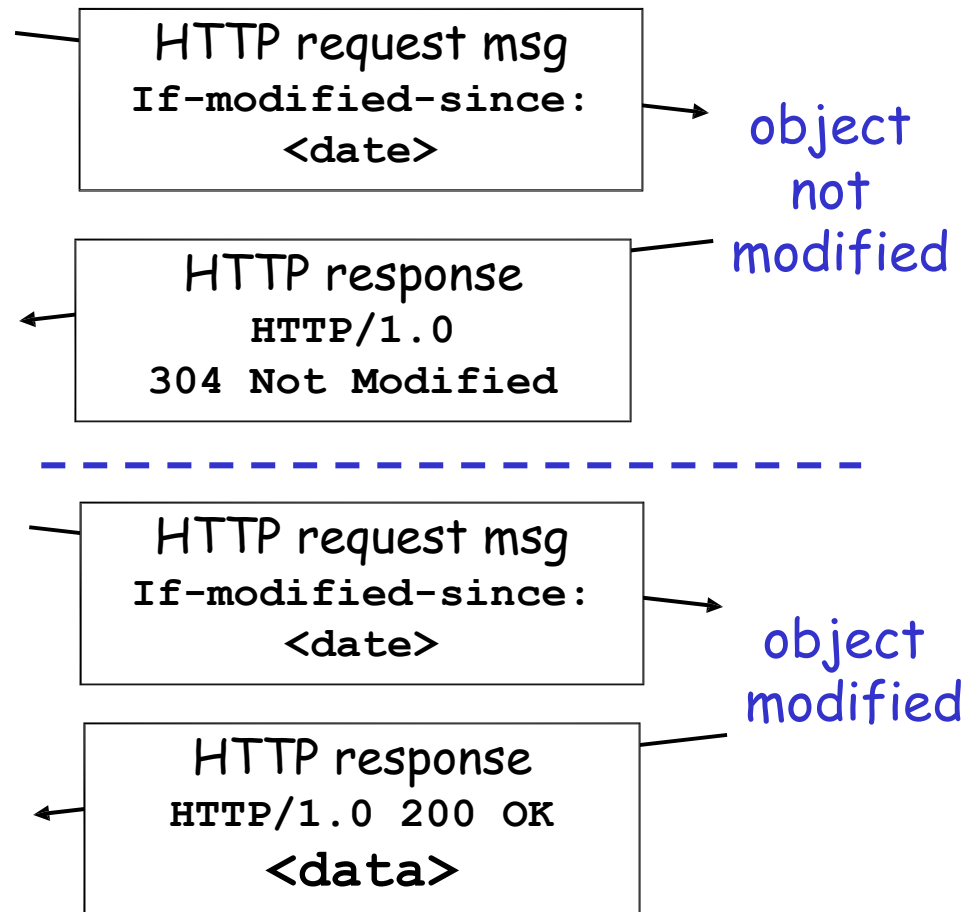 HTTP request msg
If-modified-since:
<date>
object
not
modified
HTTP response
HTTP/1.0
304 Not Modified
HTTP request msg
If-modified-since:
<date>
object
modified
HTTP response
HTTP/1.0 200 OK
<data>